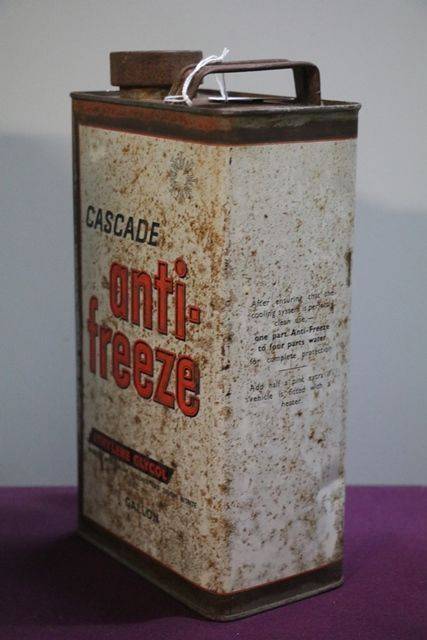 CASCADE
anti-
freeze
ETHYLENE GLYCOL
GALLON
After ensuring that the
cooling system is perfectly
clean use,—
one part Anti-Freeze
to four parts water
for complete protection
Add half a pint extra if
vehicle is fitted with a
heater.